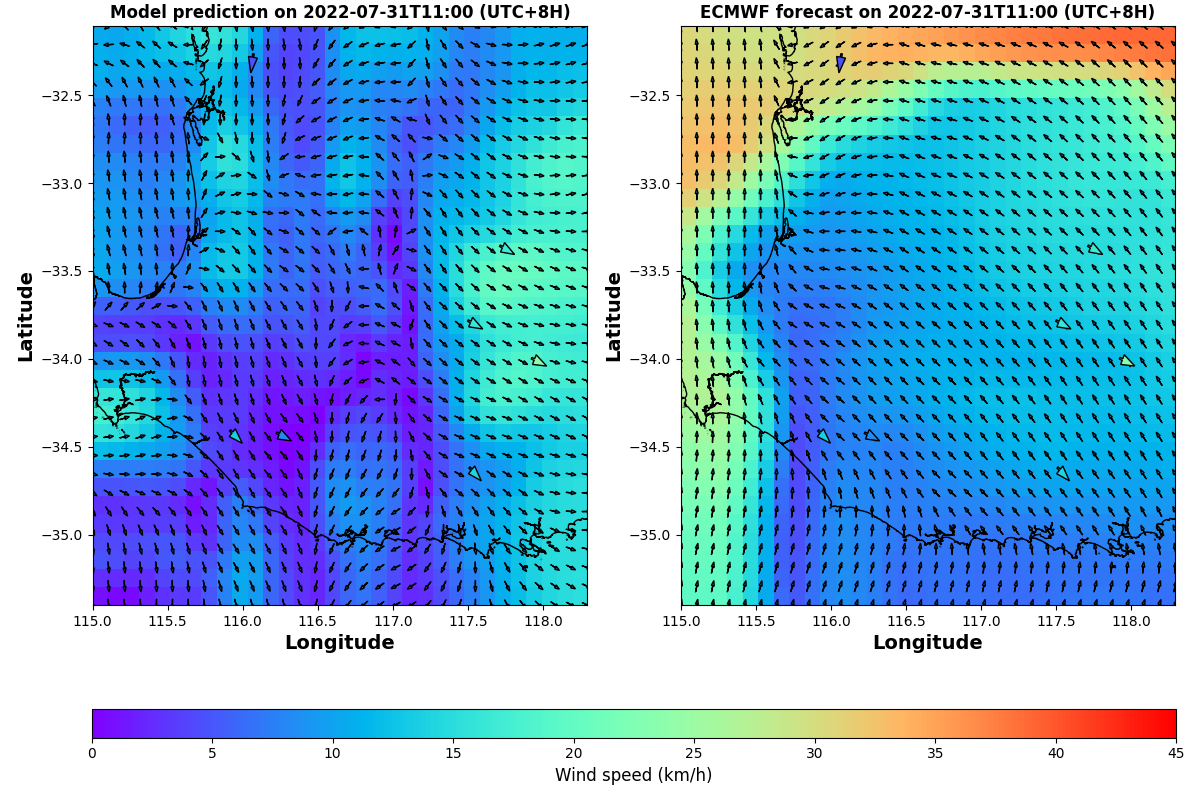 Model prediction on 2022-07-31T11:00 (UTC+8H)
ECMWF forecast on 2022-07-31T11:00 (UTC+8H)
Latitude
−32.5
−33.0
−33.5
−34.0
−34.5
−35.0
115.0 115.5 116.0 116.5 117.0 117.5 118.0
Longitude
Latitude
−32.5
−33.0
−33.5
−34.0
−34.5
−35.0
115.0 115.5 116.0 116.5 117.0 117.5 118.0
Longitude
0 5 10 15 20 25 30 35 40 45
Wind speed (km/h)